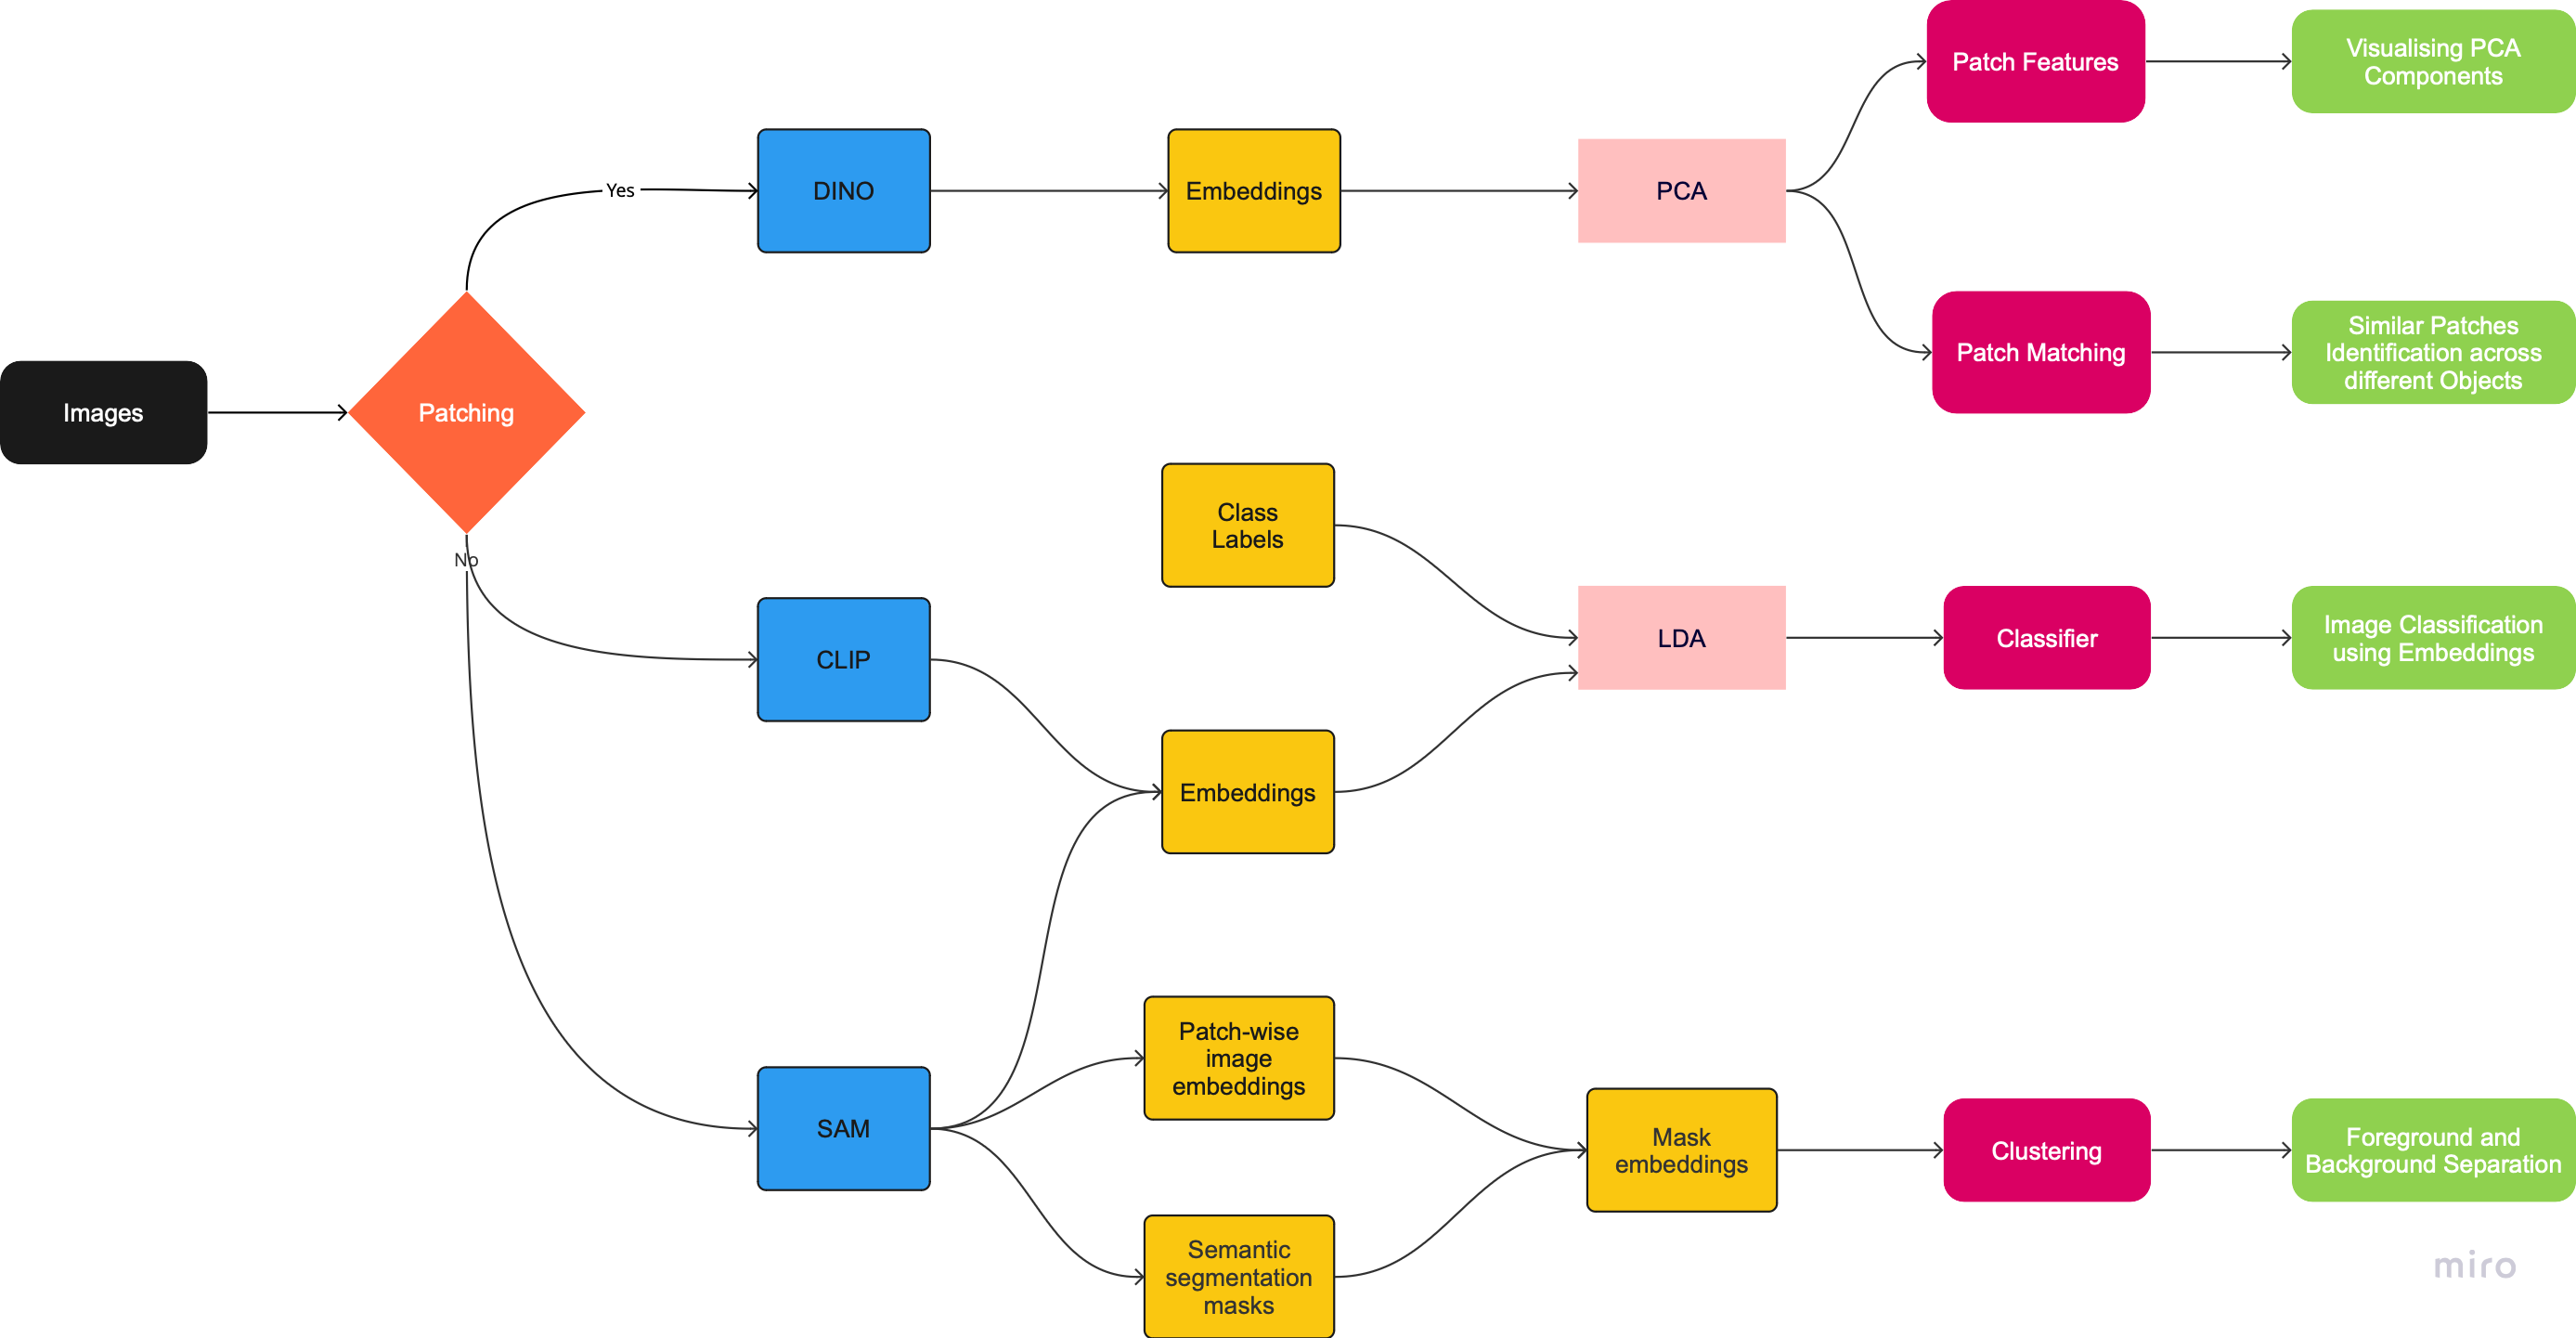 Patch Features
Visualising PCA
Components
Yes
DINO
Embeddings
PCA
Images
Patching
Patch Matching
Similar Patches
Identification across
different Objects
No
Class
Labels
CLIP
Embeddings
LDA
Classifier
Image Classification
using Embeddings
SAM
Patch-wise
image
embeddings
Semantic
segmentation
masks
Mask
embeddings
Clustering
Foreground and
Background Separation
miro